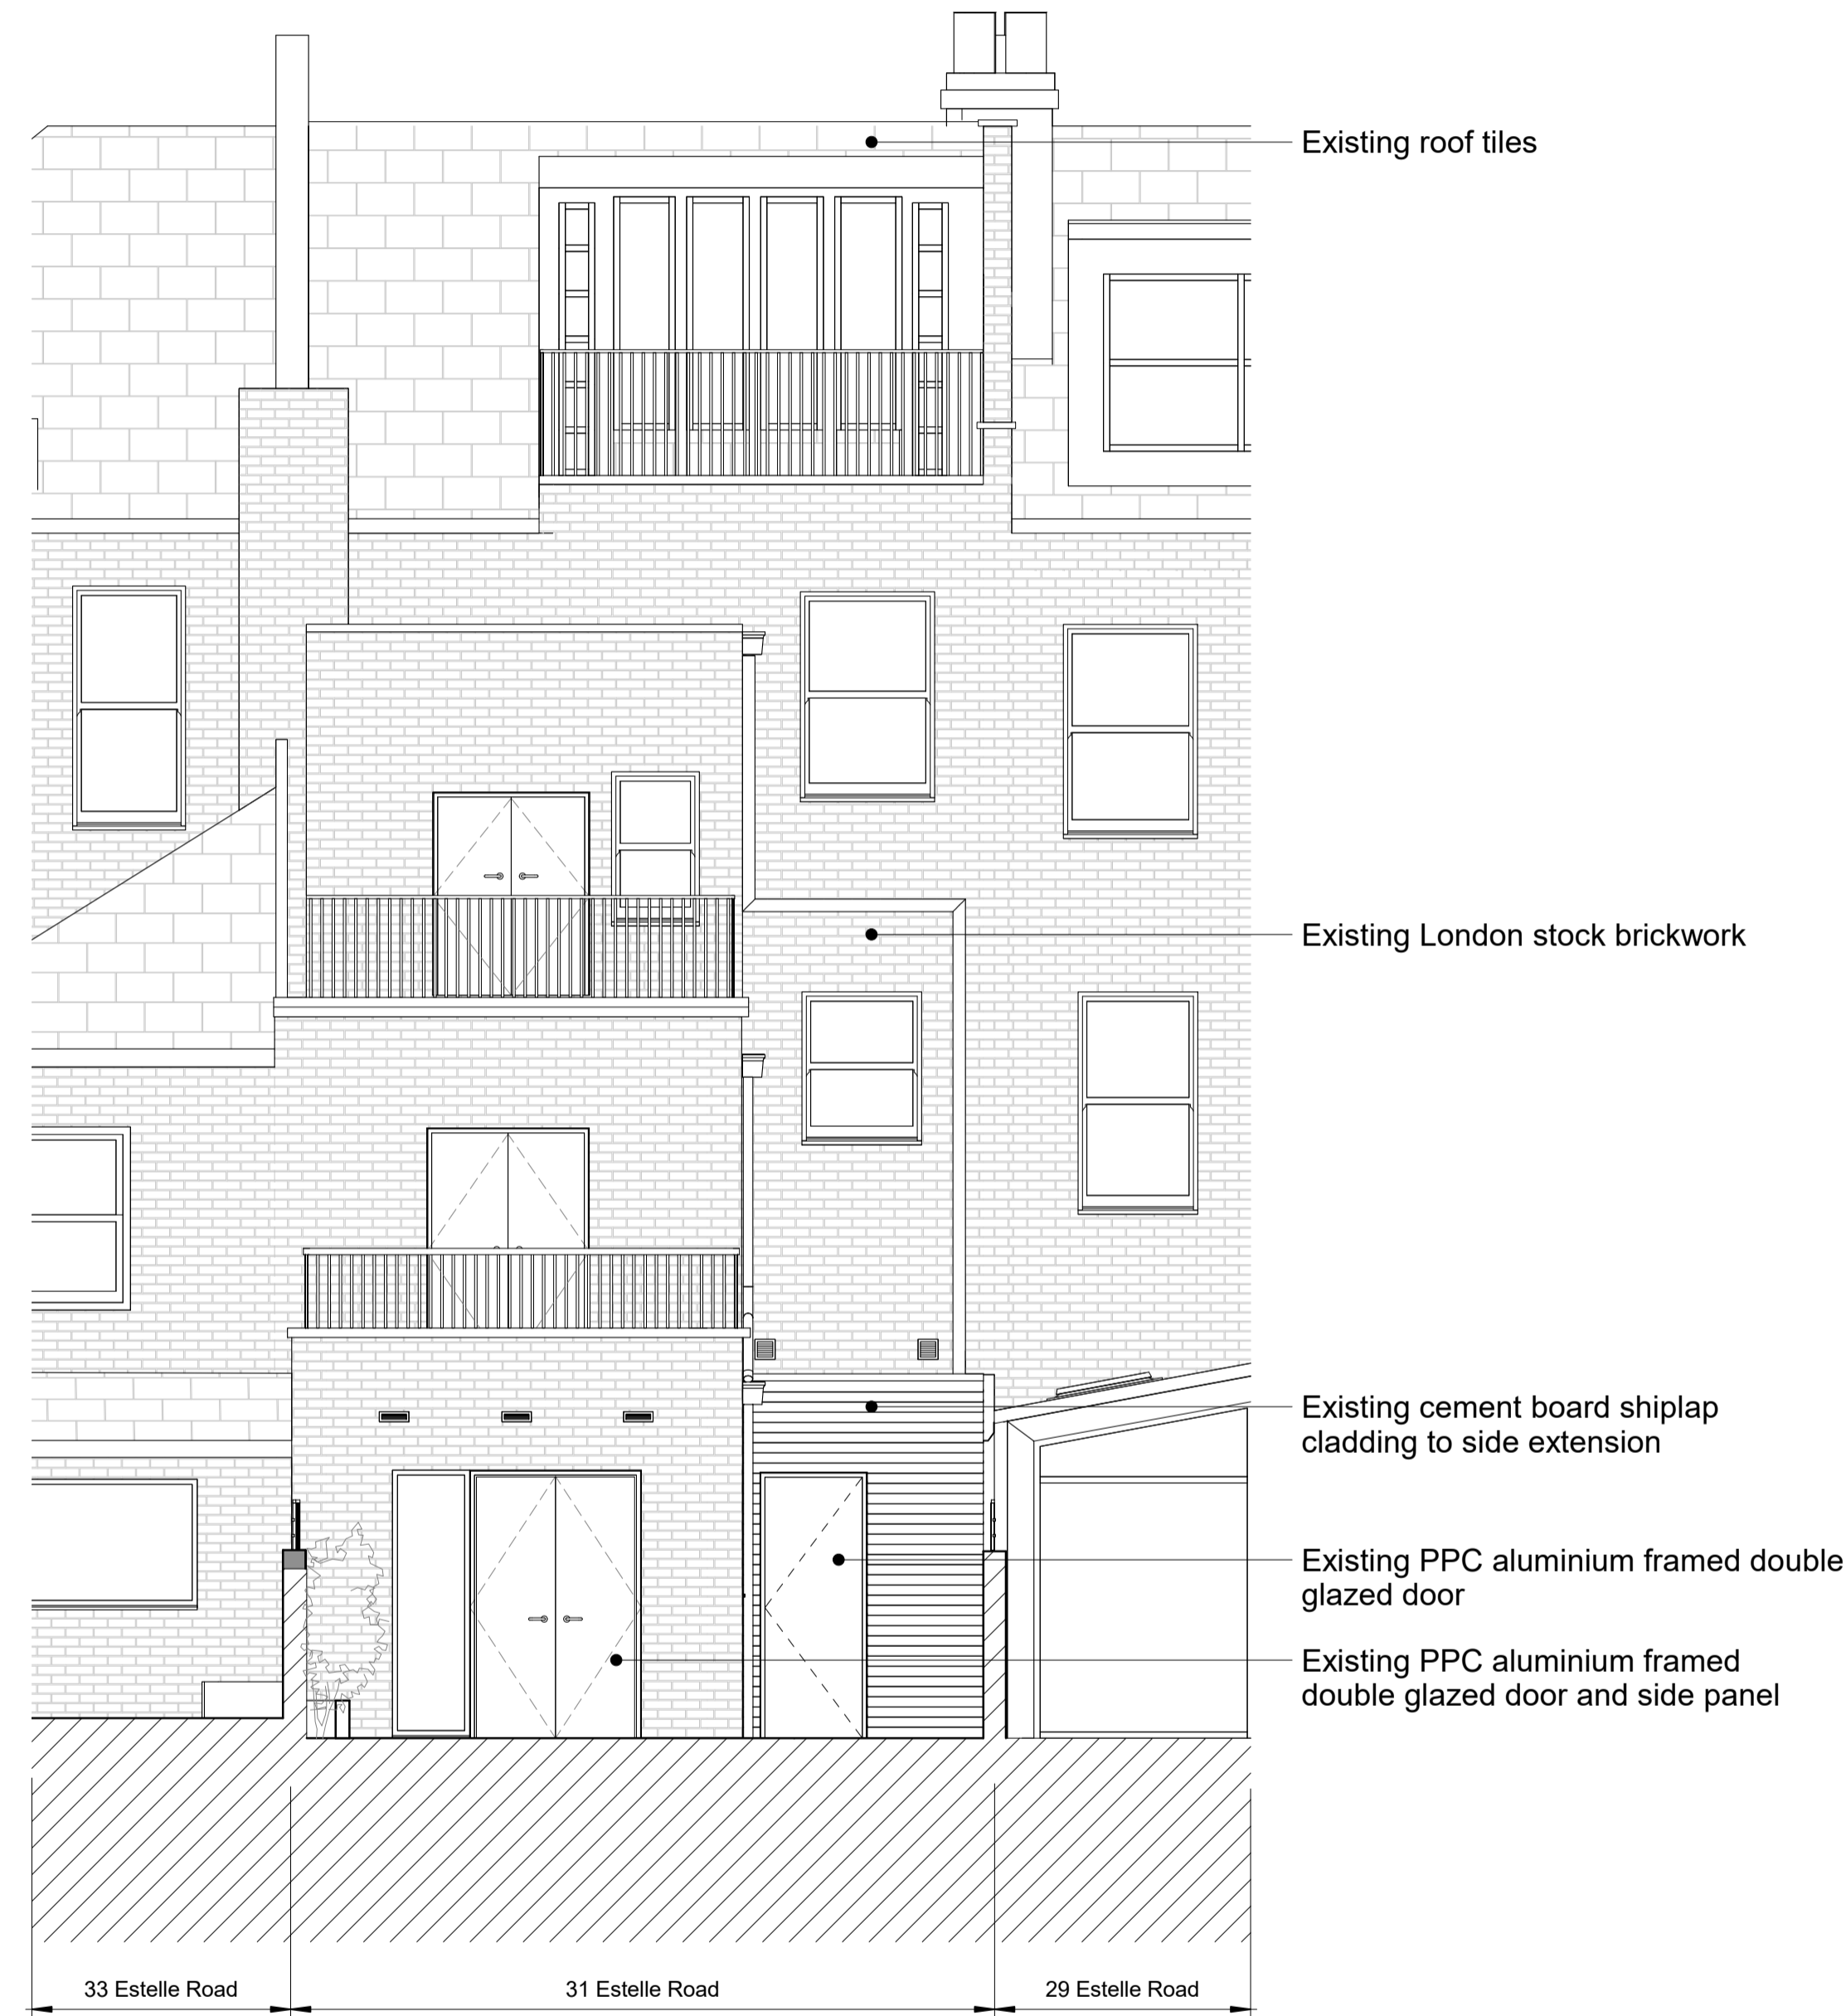 Existing roof tiles
Existing London stock brickwork
Existing cement board shiplap
cladding to side extension
Existing PPC aluminium framed double
glazed door
Existing PPC aluminium framed
double glazed door and side panel
33 Estelle Road
31 Estelle Road
29 Estelle Road